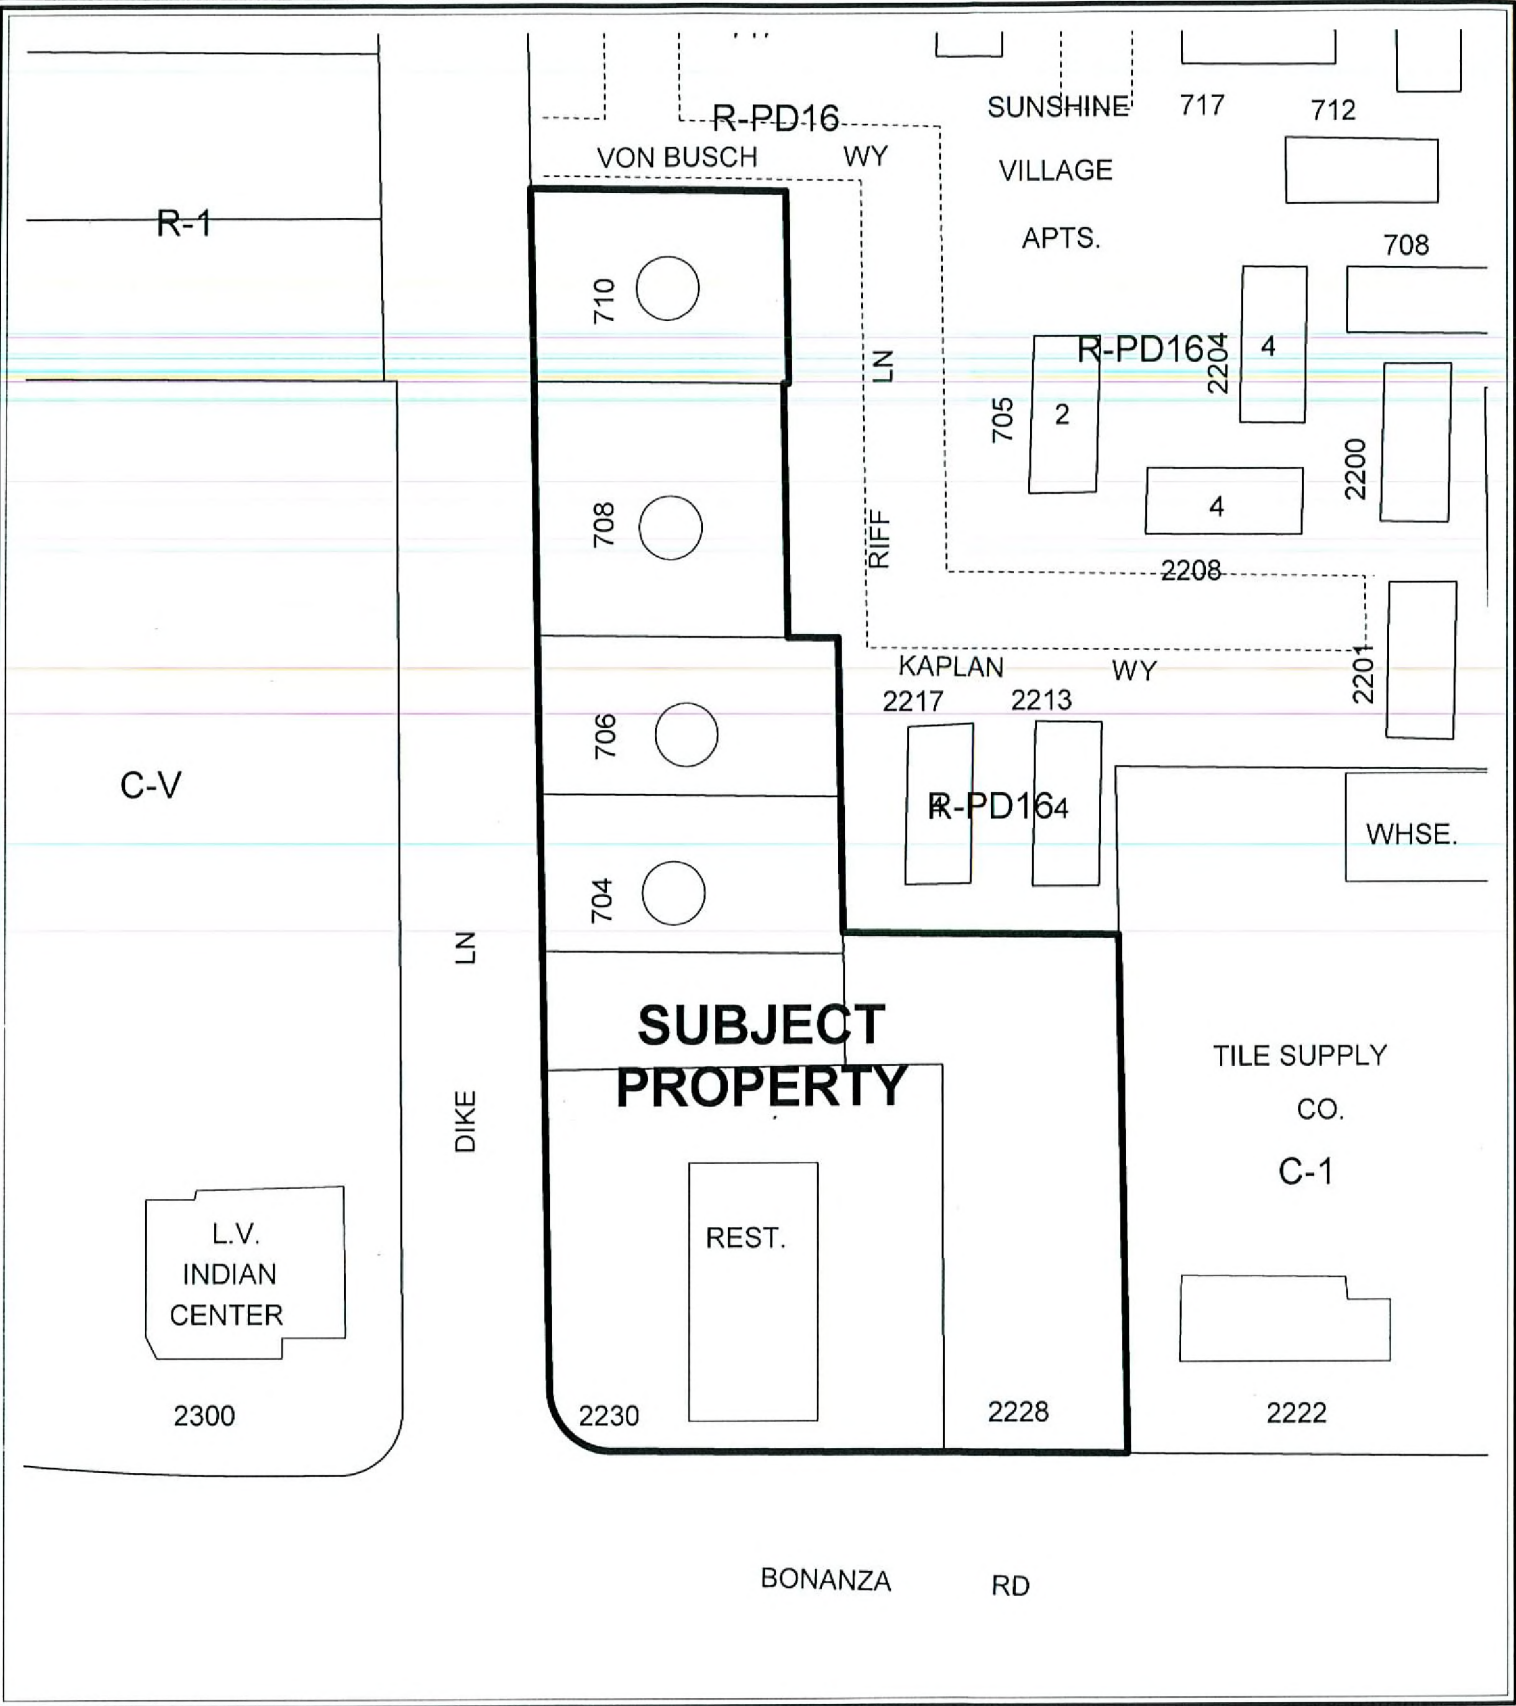 R-PD16
SUNSHINE
717
712
VON BUSCH WY
VILLAGE
R-1
APTS.
708
710
LN
R-PD16
2204
4
705
2
2200
708
RIFF
4
2208
KAPLAN WY
2201
2217
2213
706
C-V
R-PD16
4
4
WHSE.
704
LN
SUBJECT
PROPERTY
DIKE
TILE SUPPLY
CO.
C-1
L.V.
INDIAN
CENTER
REST.
2300
2230
2228
2222
BONANZA RD